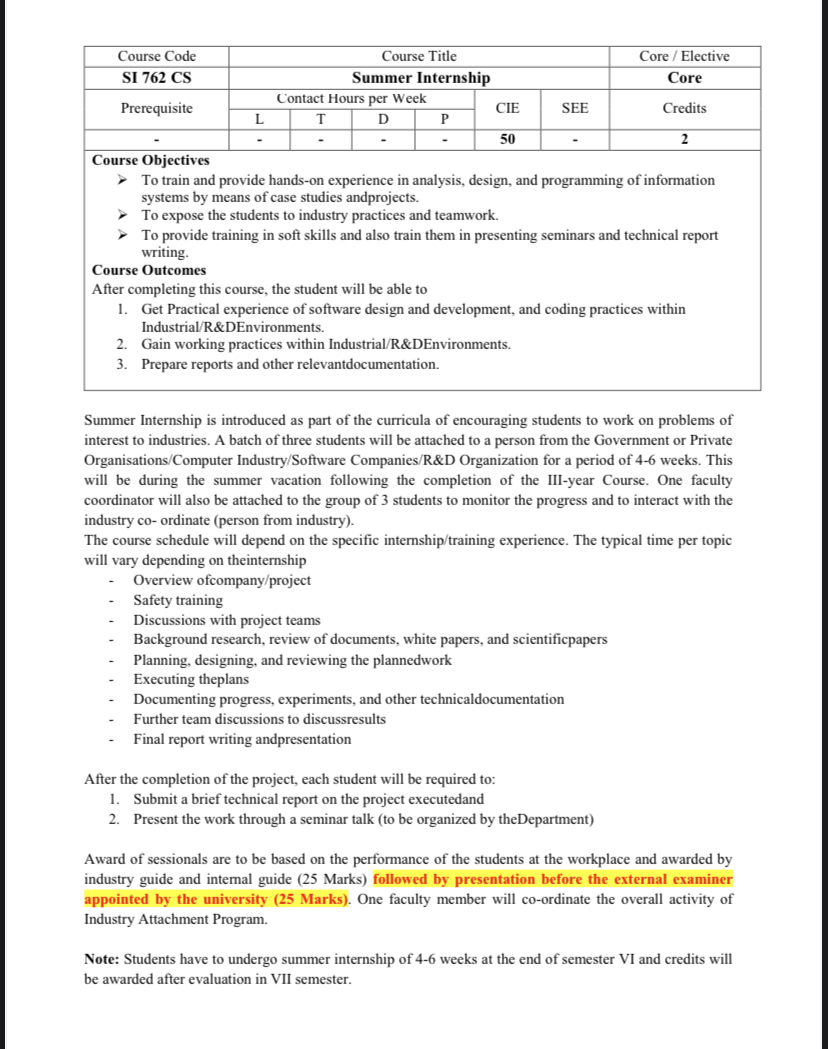 Course Code Course Title Core / Elective
SI 762 CS Summer Internship Core
Prerequisite Contact Hours per Week CIE SEE Credits
L T D P
- - - - - 50 - 2
Course Objectives
➢ To train and provide hands-on experience in analysis, design, and programming of information
systems by means of case studies andprojects.
➢ To expose the students to industry practices and teamwork.
➢ To provide training in soft skills and also train them in presenting seminars and technical report
writing.
Course Outcomes
After completing this course, the student will be able to
1. Get Practical experience of software design and development, and coding practices within
Industrial/R&DEnvironments.
2. Gain working practices within Industrial/R&DEnvironments.
3. Prepare reports and other relevantdocumentation.
Summer Internship is introduced as part of the curricula of encouraging students to work on problems of
interest to industries. A batch of three students will be attached to a person from the Government or Private
Organisations/Computer Industry/Software Companies/R&D Organization for a period of 4-6 weeks. This
will be during the summer vacation following the completion of the III-year Course. One faculty
coordinator will also be attached to the group of 3 students to monitor the progress and to interact with the
industry co- ordinate (person from industry).
The course schedule will depend on the specific internship/training experience. The typical time per topic
will vary depending on theinternship
- Overview ofcompany/project
- Safety training
- Discussions with project teams
- Background research, review of documents, white papers, and scientificpapers
- Planning, designing, and reviewing the plannedwork
- Executing theplans
- Documenting progress, experiments, and other technicaldocumentation
- Further team discussions to discussresults
- Final report writing andpresentation
After the completion of the project, each student will be required to:
1. Submit a brief technical report on the project executedand
2. Present the work through a seminar talk (to be organized by theDepartment)
Award of sessionals are to be based on the performance of the students at the workplace and awarded by
industry guide and internal guide (25 Marks) followed by presentation before the external examiner
appointed by the university (25 Marks). One faculty member will co-ordinate the overall activity of
Industry Attachment Program.
Note: Students have to undergo summer internship of 4-6 weeks at the end of semester VI and credits will
be awarded after evaluation in VII semester.